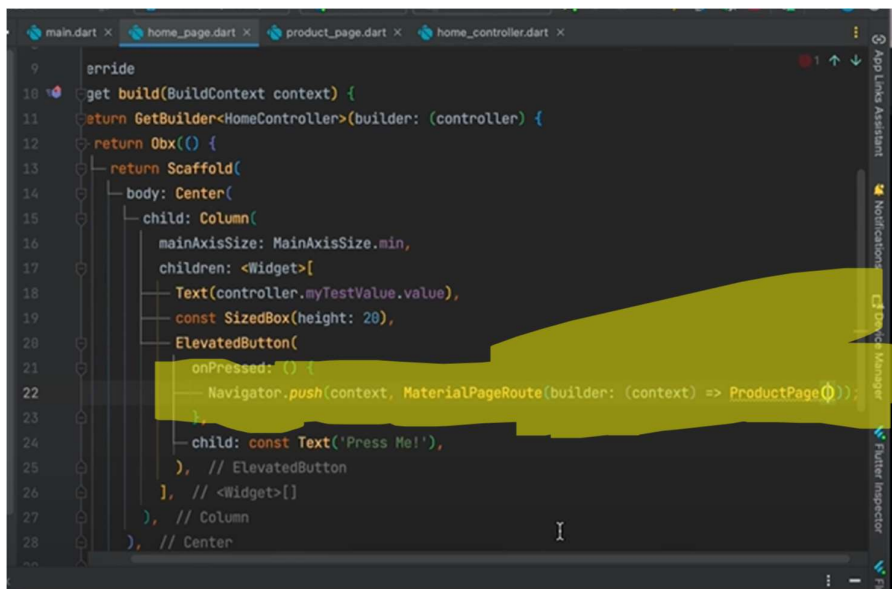 main.dart × home_page.dart × product_page.dart × home_controller.dart ×
9 erride
10 get build(BuildContext context) {
11 eturn GetBuilder<HomeController>(builder: (controller) {
12 return Obx(() {
13 return Scaffold(
14 body: Center(
15 child: Column(
16 mainAxisSize: MainAxisSize.min,
17 children: <Widget>[
18 Text(controller.myTestValue.value),
19 const SizedBox(height: 20),
20 ElevatedButton(
21 onPressed: () {
22 Navigator.push(context, MaterialPageRoute(builder: (context) => ProductPage()));
23 },
24 child: const Text('Press Me!'),
25 ), // ElevatedButton
26 ], // <Widget>[]
27 ), // Column
28 ), // Center
1
App Links Assistant
Notifications
Device Manager
Flutter Inspector